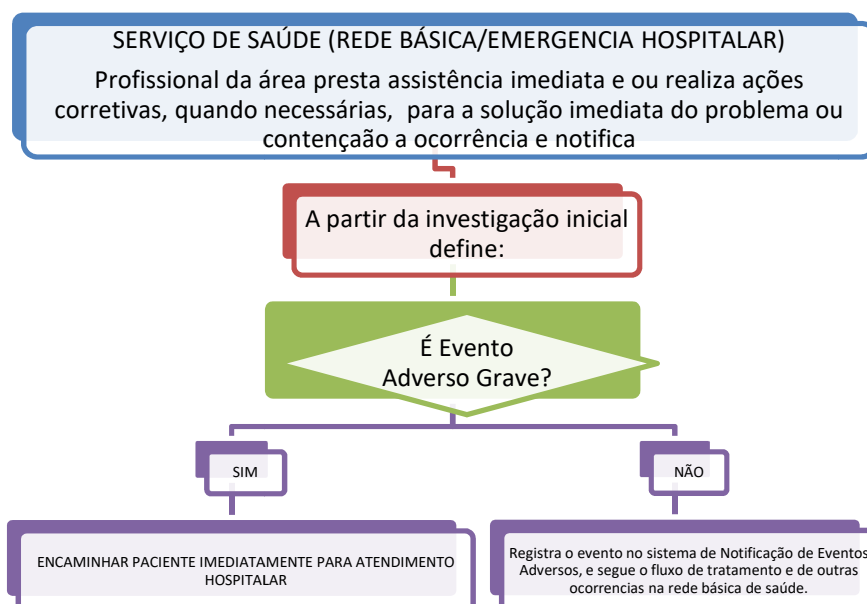 SERVIÇO DE SAÚDE (REDE BÁSICA/EMERGENCIA HOSPITALAR)
Profissional da área presta assistência imediata e ou realiza ações
corretivas, quando necessárias, para a solução imediata do problema ou
contençaão a ocorrência e notifica
A partir da investigação inicial
define:
É Evento
Adverso Grave?
SIM
NÃO
ENCAMINHAR PACIENTE IMEDIATAMENTE PARA ATENDIMENTO
HOSPITALAR
Registra o evento no sistema de Notificação de Eventos
Adversos, e segue o fluxo de tratamento e de outras
ocorrencias na rede básica de saúde.